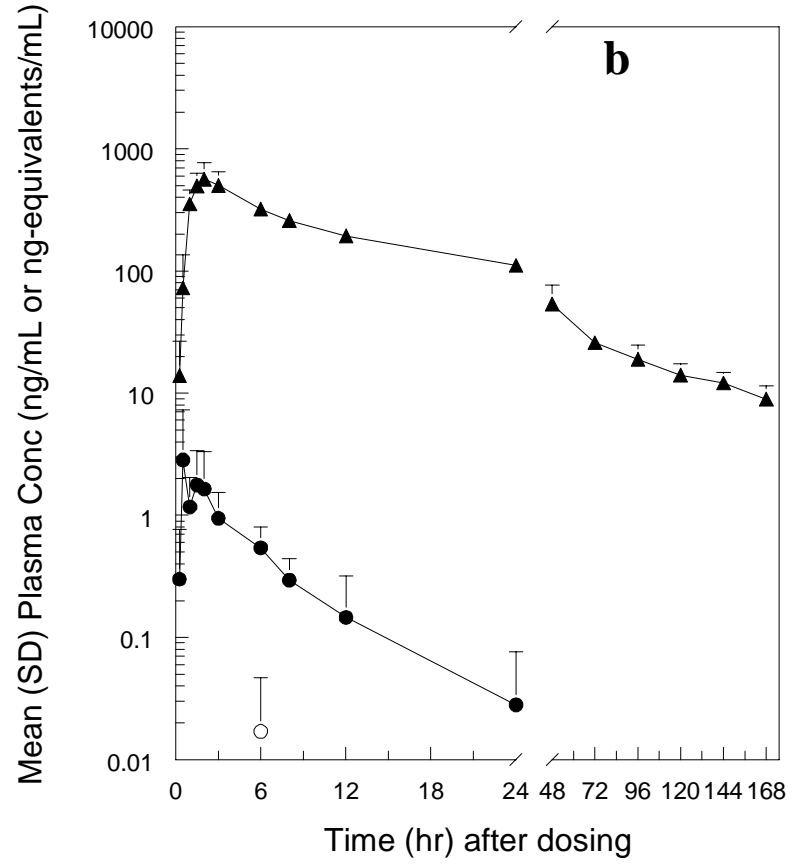 b
Mean (SD) Plasma Conc (ng/mL or ng-equivalents/mL)
10000
1000
100
10
1
0.1
0.01
0 6 12 18 24 48 72 96 120 144 168
Time (hr) after dosing